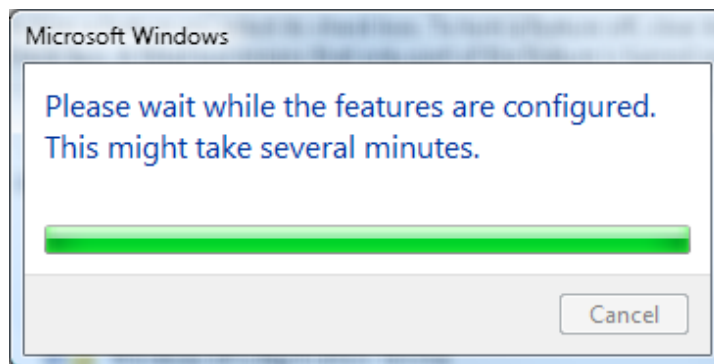 Microsoft Windows
Please wait while the features are configured.
This might take several minutes.
Cancel